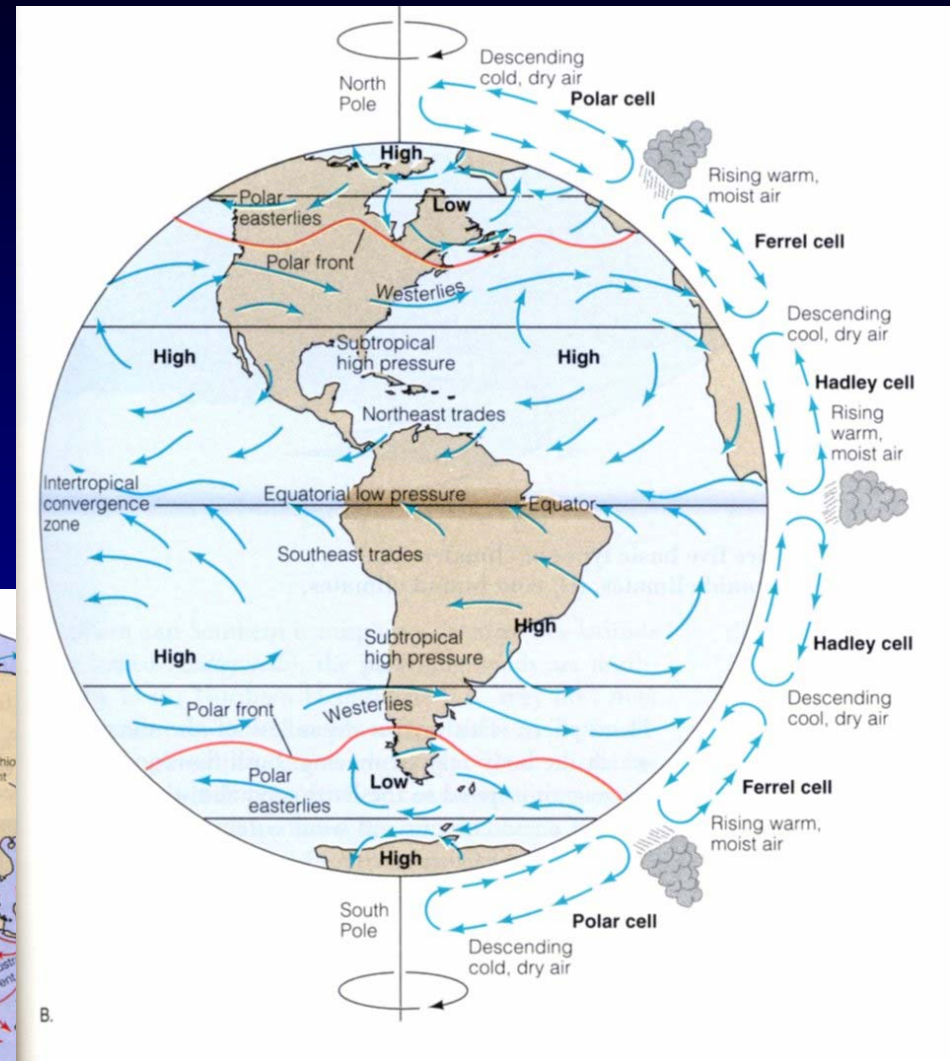 North
Pole
Descending
cold, dry air
Polar cell
High
Polar
easterlies
Low
Rising warm,
moist air
Polar front
Ferrel cell
Westerlies
Descending
cool, dry air
High
Subtropical
high pressure
High
Hadley cell
Northeast trades
Rising
warm,
moist air
Intertropical
convergence
zone
Equatorial low pressure
Equator
Southeast trades
High
High
Subtropical
high pressure
Hadley cell
Polar front
Westerlies
Descending
cool, dry air
Polar
easterlies
Low
Ferrel cell
Rising warm,
moist air
High
South
Pole
Polar cell
Descending
cold, dry air
B.